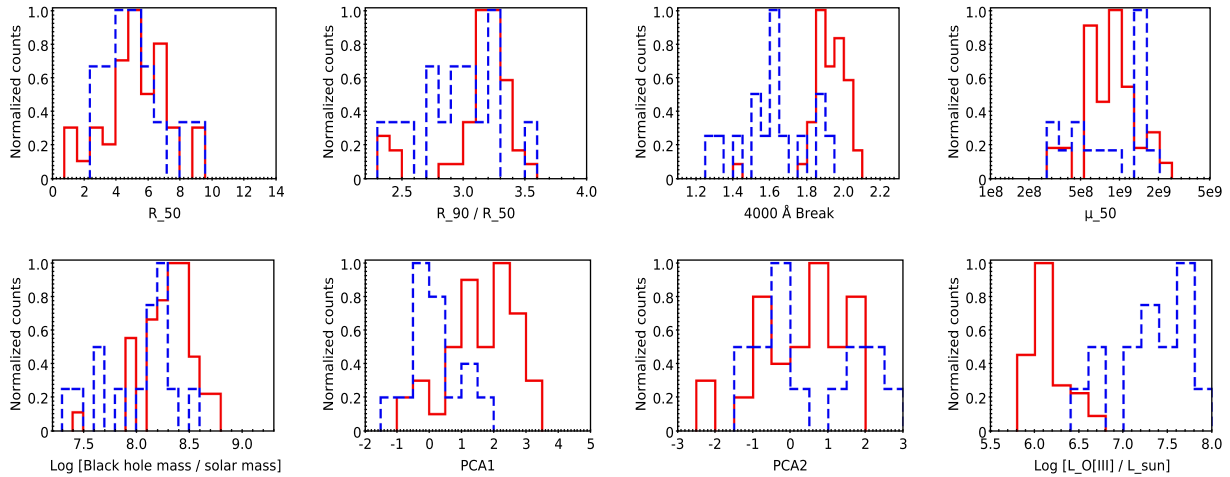 Normalized counts
1.0
0.8
0.6
0.4
0.2
0
0 2 4 6 8 10 12 14
R_50
Normalized counts
1.0
0.8
0.6
0.4
0.2
0
2.5 3.0 3.5 4.0
R_90 / R_50
Normalized counts
1.0
0.8
0.6
0.4
0.2
0
1.2 1.4 1.6 1.8 2.0 2.2
4000 Å Break
Normalized counts
1.0
0.8
0.6
0.4
0.2
0
1e8 2e8 5e8 1e9 2e9 5e9
μ_50
Normalized counts
1.0
0.8
0.6
0.4
0.2
0
7.5 8.0 8.5 9.0
Log [Black hole mass / solar mass]
Normalized counts
1.0
0.8
0.6
0.4
0.2
0
-2 -1 0 1 2 3 4 5
PCA1
Normalized counts
1.0
0.8
0.6
0.4
0.2
0
-3 -2 -1 0 1 2 3
PCA2
Normalized counts
1.0
0.8
0.6
0.4
0.2
0
5.5 6.0 6.5 7.0 7.5 8.0
Log [L_O[III] / L_sun]